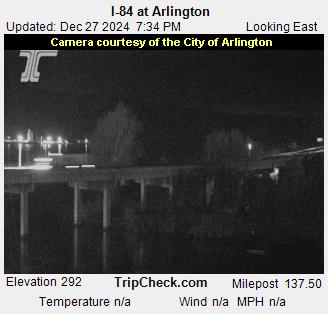 I-84 at Arlington
Updated: Dec 27 2024 7:34 PM Looking East
Camera courtesy of the City of Arlington
Elevation 292 TripCheck.com Milepost 137.50
Temperature n/a Wind n/a MPH n/a